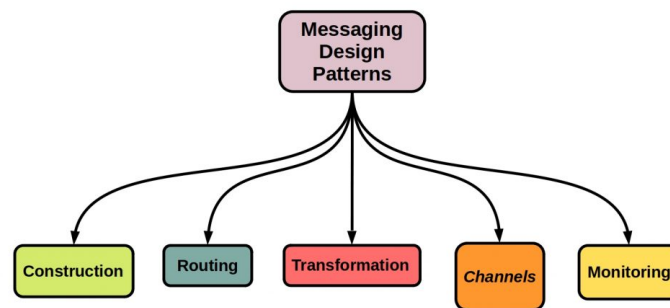 Messaging
Design
Patterns
Construction
Routing
Transformation
Channels
Monitoring